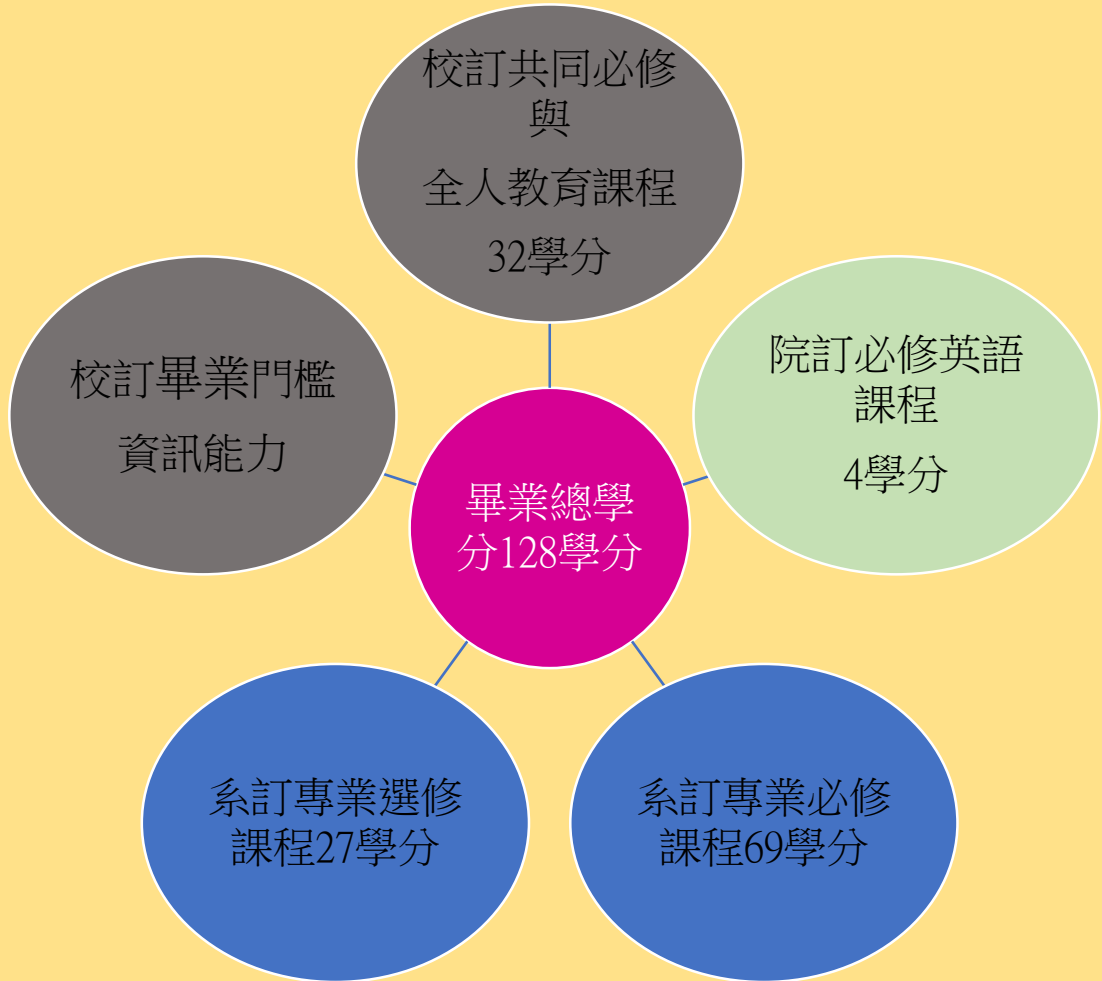 校訂共同必修
與
全人教育課程
32學分
院訂必修英語
課程
4學分
校訂畢業門檻
資訊能力
畢業總學
分128學分
系訂專業選修
課程27學分
系訂專業必修
課程69學分